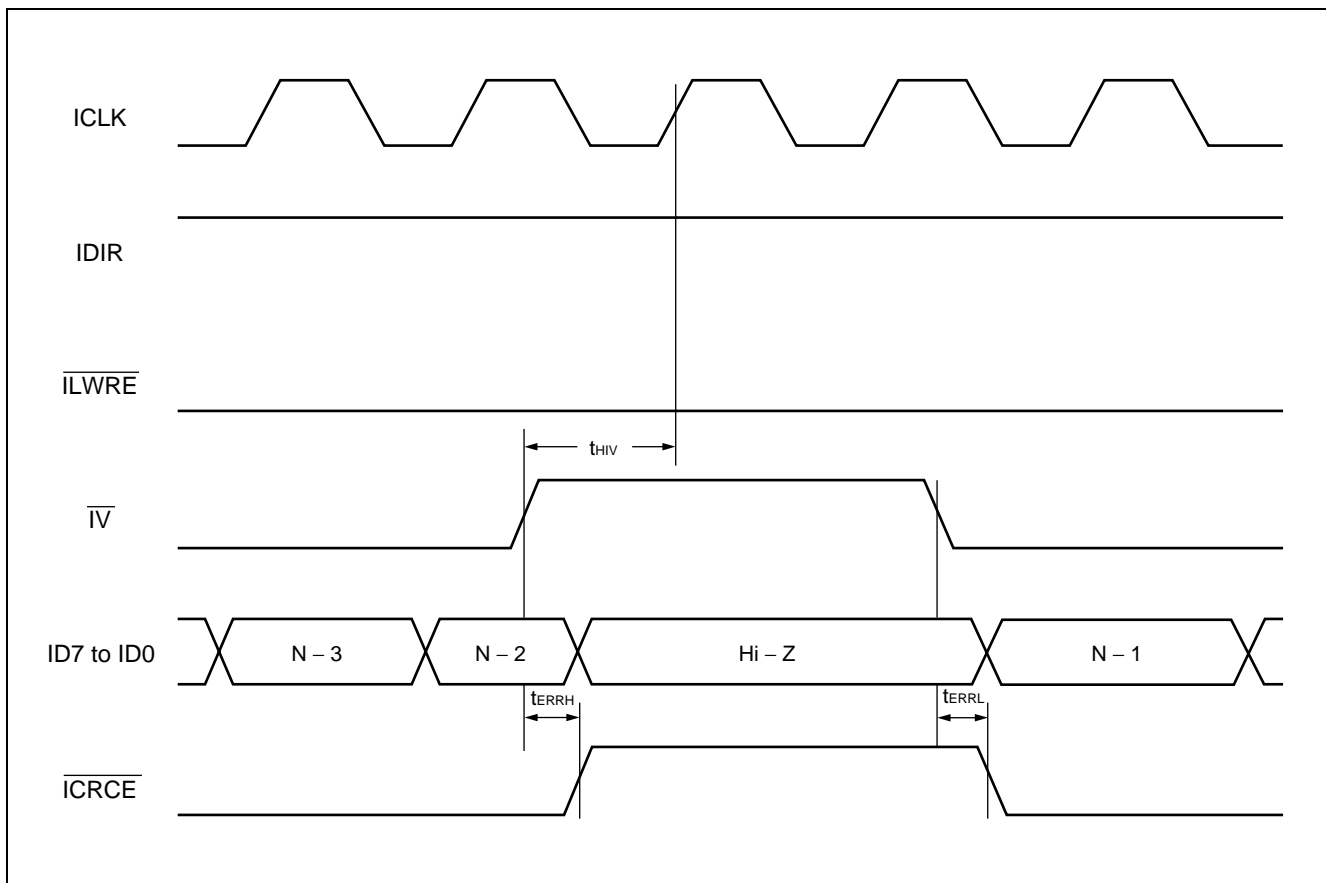 ICLK
IDIR
ILWRE
tHIV
IV
ID7 to ID0
N – 3
N – 2
Hi – Z
N – 1
tERRH
tERRL
ICRCE